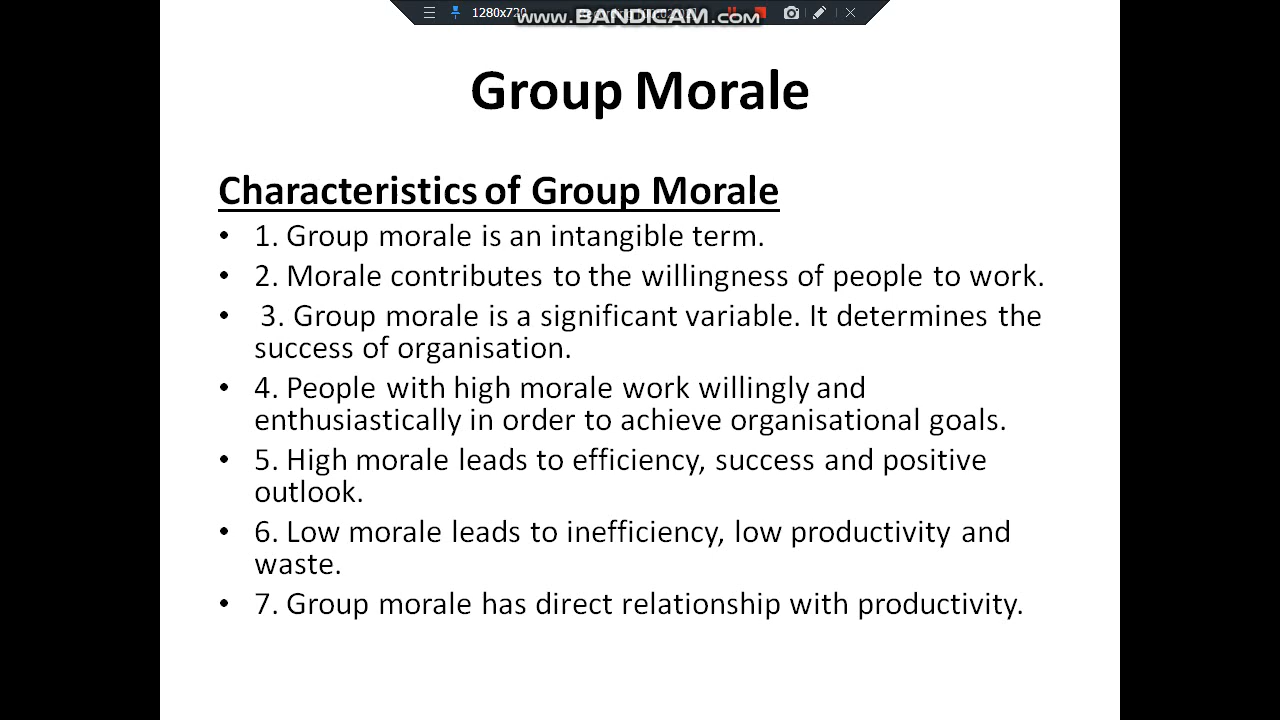 1280x720
www.BANDICAM.com
Group Morale
Characteristics of Group Morale
• 1. Group morale is an intangible term.
• 2. Morale contributes to the willingness of people to work.
• 3. Group morale is a significant variable. It determines the
success of organisation.
• 4. People with high morale work willingly and
enthusiastically in order to achieve organisational goals.
• 5. High morale leads to efficiency, success and positive
outlook.
• 6. Low morale leads to inefficiency, low productivity and
waste.
• 7. Group morale has direct relationship with productivity.